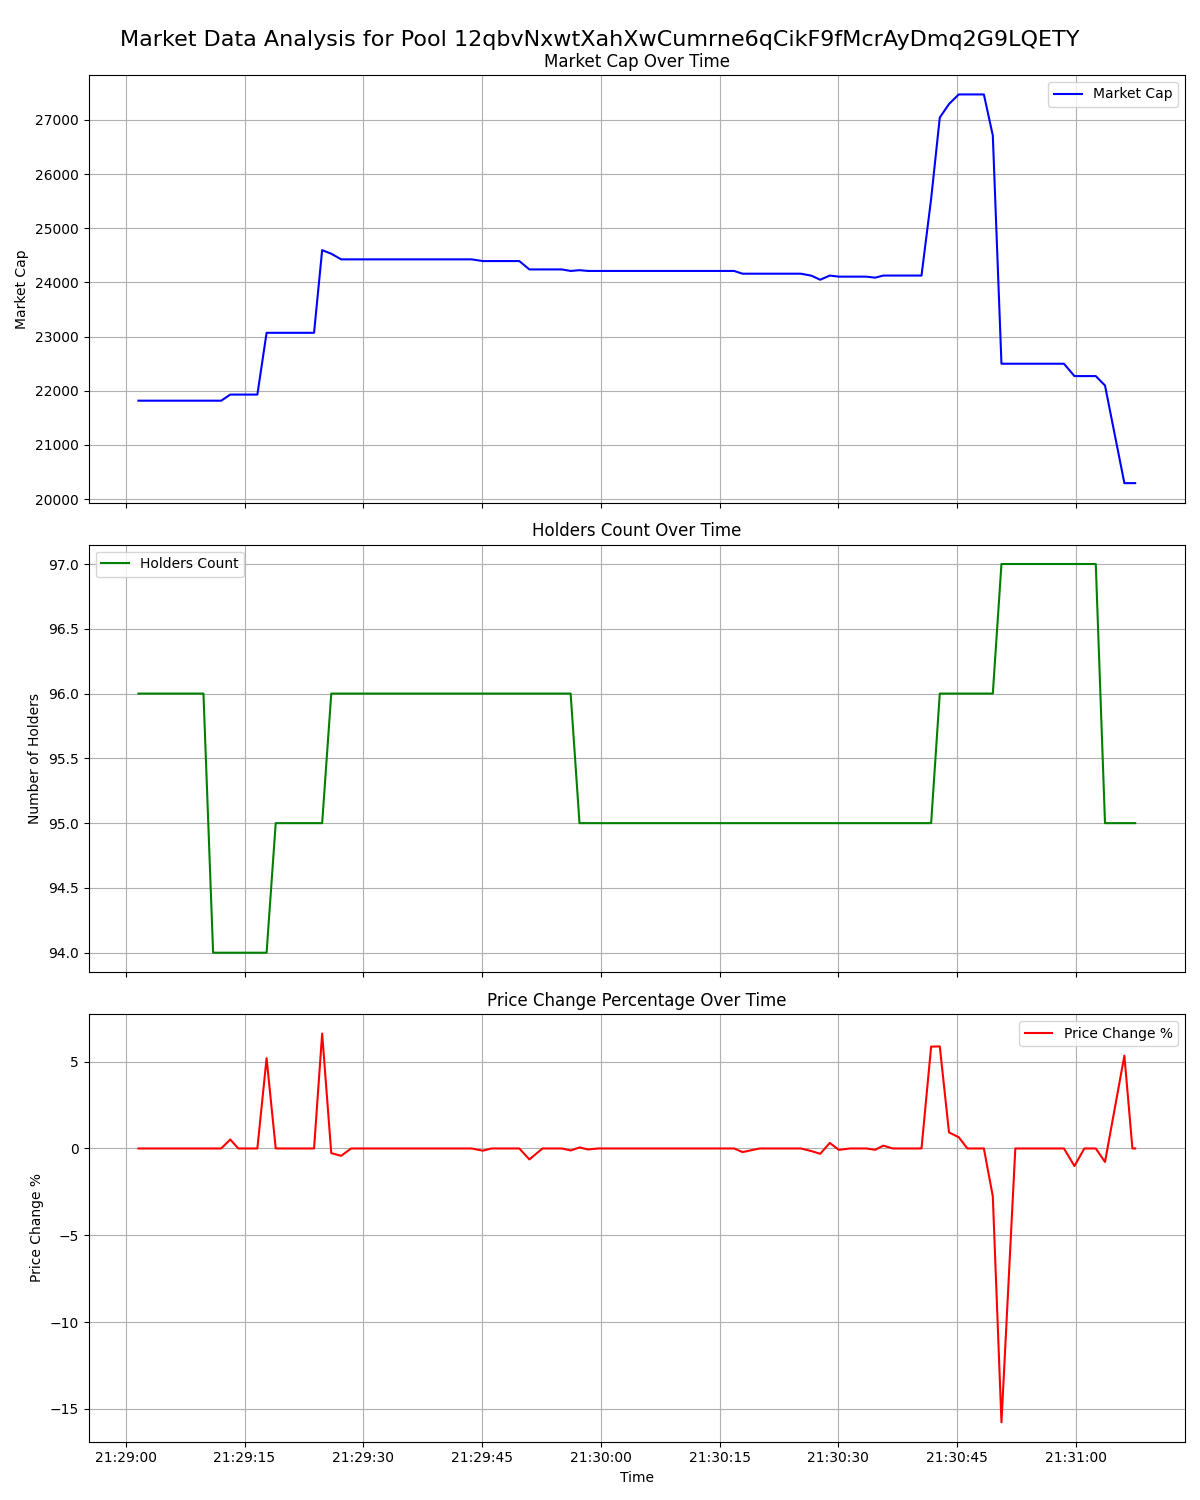 Market Data Analysis for Pool 12qbvNxwtXahXwCumrne6qCikF9fMcrAyDmq2G9LQETY
Market Cap Over Time
Market Cap
27000
26000
25000
24000
23000
22000
21000
20000
Market Cap
Holders Count Over Time
Holders Count
97.0
96.5
96.0
95.5
95.0
94.5
94.0
Number of Holders
Price Change Percentage Over Time
Price Change %
5
0
−5
−10
−15
Price Change %
21:29:00 21:29:15 21:29:30 21:29:45 21:30:00 21:30:15 21:30:30 21:30:45 21:31:00
Time